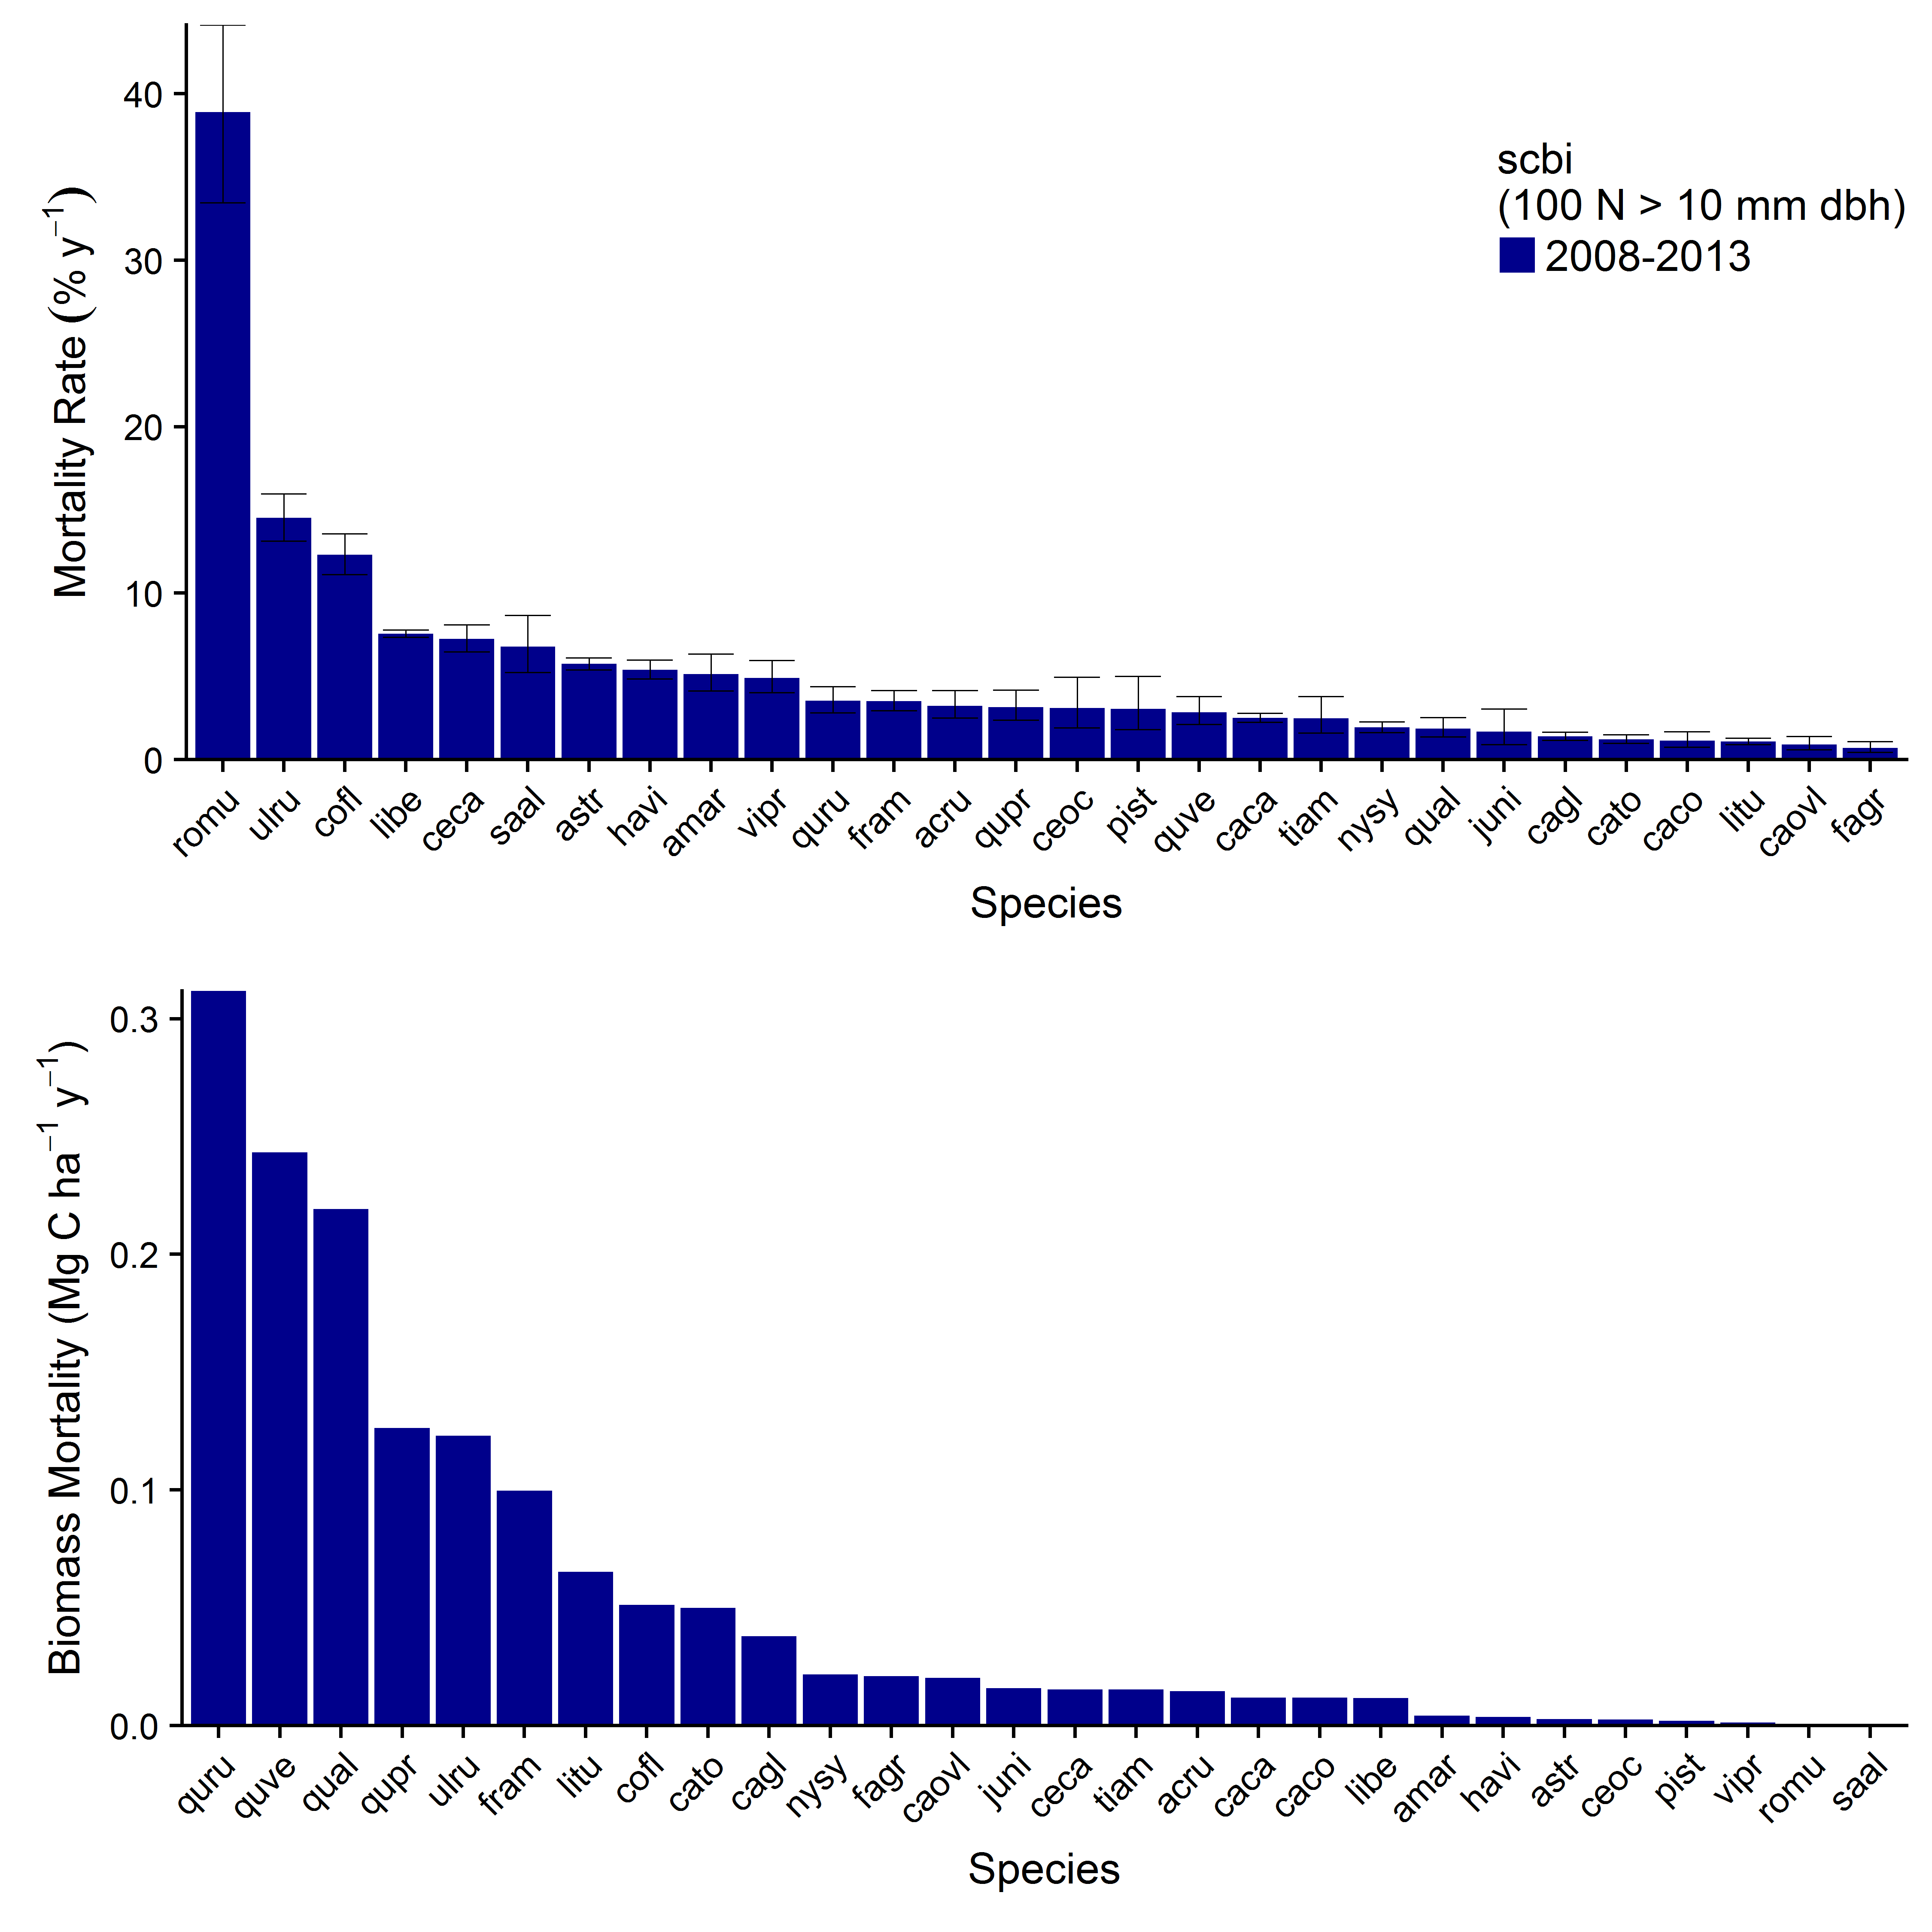 40
30
20
10
0
Mortality Rate (% y⁻¹)
scbi
(100 N > 10 mm dbh)
2008-2013
romu ulru cofl libe ceca saal astr havi amar vipr quru fram acru qupr ceoc pist quve caca tiam nysy qual juni cagl cato caco litu caovl fagr
Species
0.3
0.2
0.1
0.0
Biomass Mortality (Mg C ha⁻¹ y⁻¹)
quru quve qual qupr ulru fram litu cofl cato cagl nysy fagr caovl juni ceca tiam acru caca caco libe amar havi astr ceoc pist vipr romu saal
Species